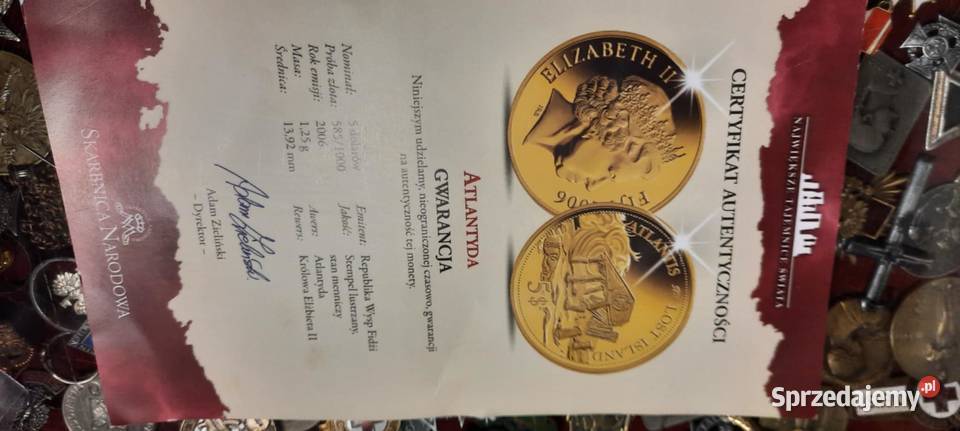 NAJWIĘKSZE TAJEMNICE ŚWIATA
CERTYFIKAT AUTENTYCZNOŚCI
ELIZABETH II
FIJI 2006
ATLANTIS
LOST ISLAND
5$
ATLANTYDA
GWARANCJA
Niniejszym udzielamy, nieograniczonej czasowo, gwarancji
na autentyczność tej monety.
Nominał: 5 dolarów
Próba złota: 585/1000
Rok emisji: 2006
Masa: 1,25 g
Średnica: 13,92 mm
Emitent: Republika Wysp Fidżi
Jakość: Stempel lustrzany,
stan menniczy
Awers: Atlantyda
Rewers: Królowa Elżbieta II
Adam Zieliński
– Dyrektor –
SKARBNICA NARODOWA
Sprzedajemy.pl